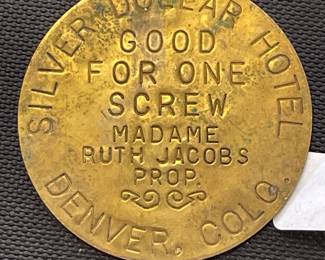 SILVER DOLLAR HOTEL
GOOD
FOR ONE
SCREW
MADAME
RUTH JACOBS
PROP.
DENVER, COLO.